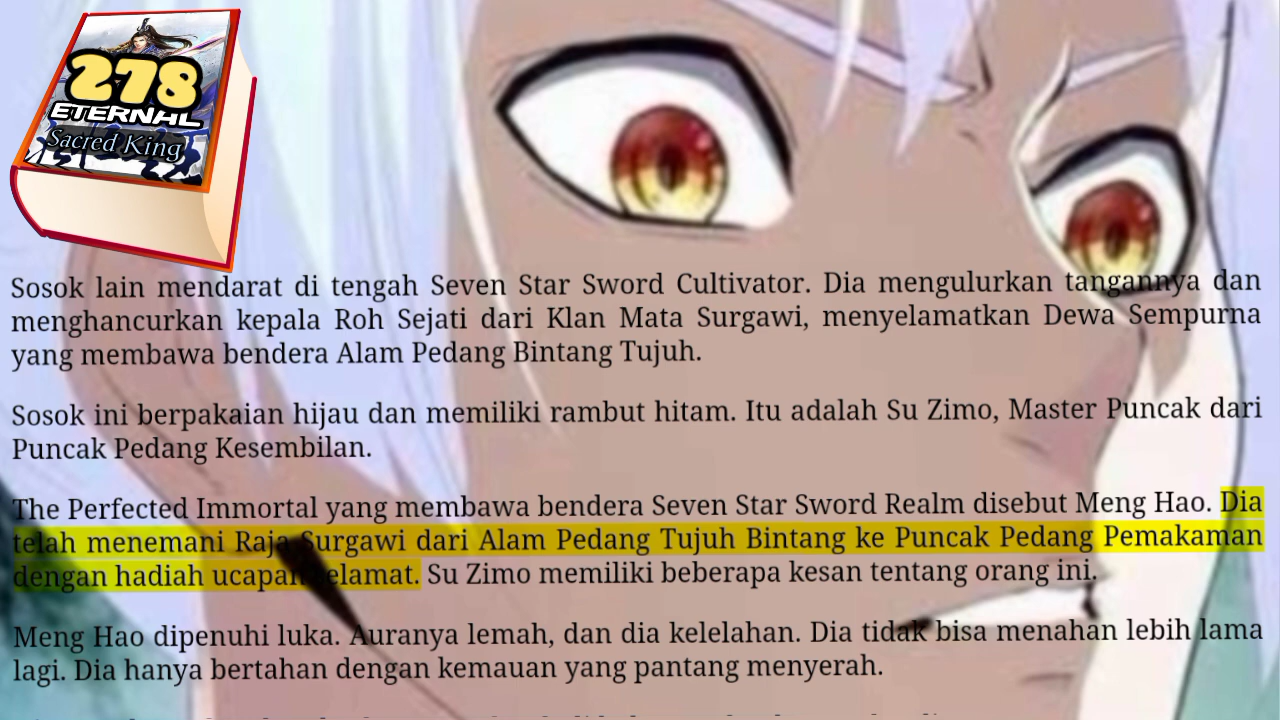 278
ETERNAL
Sacred King
Sosok lain mendarat di tengah Seven Star Sword Cultivator. Dia mengulurkan tangannya dan
menghancurkan kepala Roh Sejati dari Klan Mata Surgawi, menyelamatkan Dewa Sempurna
yang membawa bendera Alam Pedang Bintang Tujuh.
Sosok ini berpakaian hijau dan memiliki rambut hitam. Itu adalah Su Zimo, Master Puncak dari
Puncak Pedang Kesembilan.
The Perfected Immortal yang membawa bendera Seven Star Sword Realm disebut Meng Hao. Dia
telah menemani Raja Surgawi dari Alam Pedang Tujuh Bintang ke Puncak Pedang Pemakaman
dengan hadiah ucapan selamat. Su Zimo memiliki beberapa kesan tentang orang ini.
Meng Hao dipenuhi luka. Auranya lemah, dan dia kelelahan. Dia tidak bisa menahan lebih lama
lagi. Dia hanya bertahan dengan kemauan yang pantang menyerah.